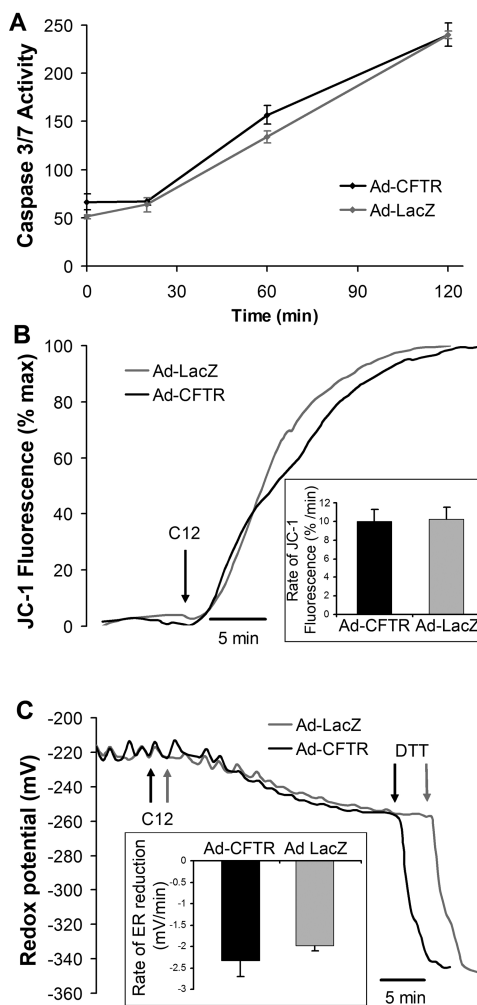 A
250
200
150
100
50
0
Caspase 3/7 Activity
Ad-CFTR
Ad-LacZ
0 30 60 90 120
Time (min)
B
100
80
60
40
20
0
JC-1 Fluorescence (% max)
Ad-LacZ
Ad-CFTR
C12
5 min
Rate of JC-1
Fluorescence (% /min)
12
10
8
6
4
2
0
Ad-CFTR Ad-LacZ
C
-200
-220
-240
-260
-280
-300
-320
-340
-360
Redox potential (mV)
Ad-LacZ
Ad-CFTR
DTT
C12
Ad-CFTR Ad LacZ
Rate of ER reduction
(mV/min)
0
-.5
-1
-1.5
-2
-2.5
-3
5 min